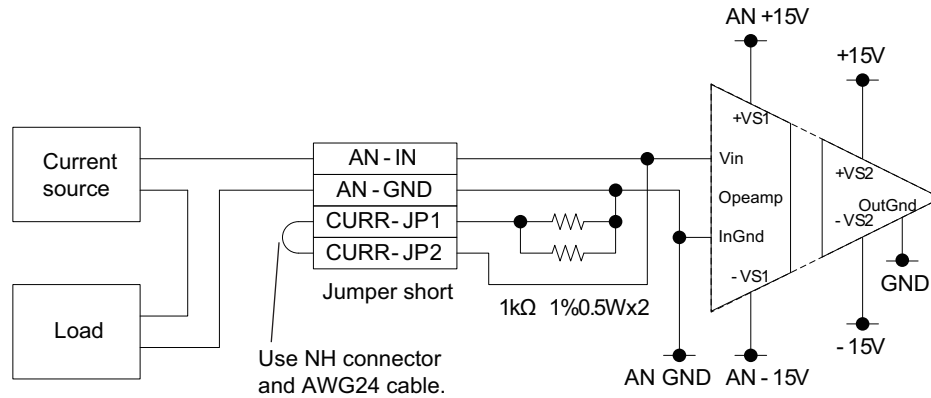 AN +15V
+15V
Current
source
AN - IN
AN - GND
CURR- JP1
CURR- JP2
Jumper short
1kΩ 1%0.5Wx2
Load
Use NH connector
and AWG24 cable.
+VS1
Vin
Opeamp
InGnd
- VS1
+VS2
OutGnd
- VS2
GND
- 15V
AN GND
AN - 15V